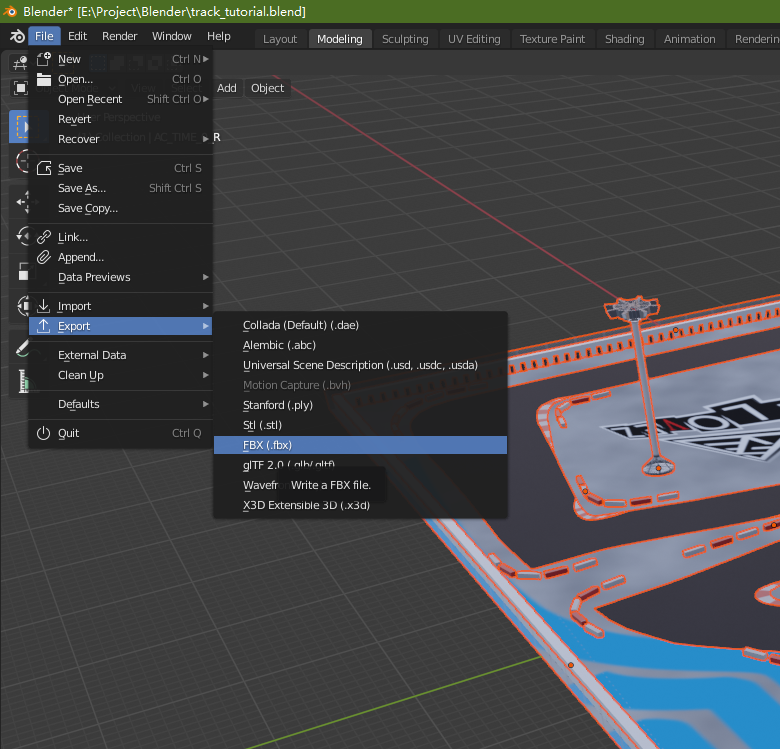 Blender* [E:\Project\Blender\track_tutorial.blend]
File Edit Render Window Help Layout Modeling Sculpting UV Editing Texture Paint Shading Animation Renderin
New Ctrl N
Open... Ctrl O
Add Object
Open Recent Shift Ctrl O
Revert
Perspective
Recover
Collection | AC_TIME R
Save Ctrl S
Save As... Shift Ctrl S
Save Copy...
Link...
Append...
Data Previews
Import
Export
External Data
Clean Up
Defaults
Quit Ctrl Q
Collada (Default) (.dae)
Alembic (.abc)
Universal Scene Description (.usd, .usdc, .usda)
Motion Capture (.bvh)
Stanford (.ply)
Stl (.stl)
FBX (.fbx)
glTF 2.0 (.glb/.gltf)
Wavefr
Write a FBX file.
X3D Extensible 3D (.x3d)